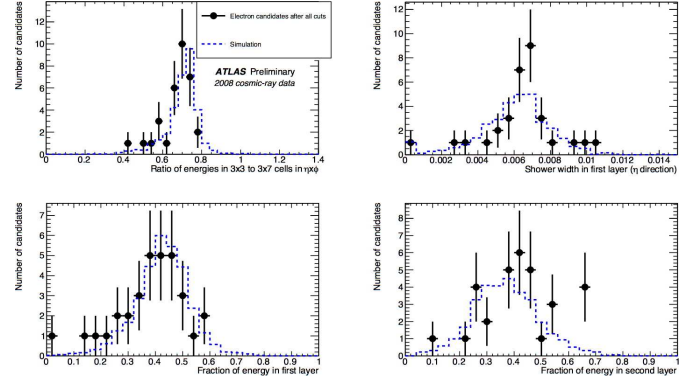 Number of candidates
12
10
8
6
4
2
0
0 0.2 0.4 0.6 0.8 1 1.2 1.4
Ratio of energies in 3x3 to 3x7 cells in ηxϕ
Electron candidates after all cuts
Simulation
ATLAS Preliminary
2008 cosmic-ray data
Number of candidates
12
10
8
6
4
2
0
0 0.002 0.004 0.006 0.008 0.01 0.012 0.014
Shower width in first layer (η direction)
Number of candidates
7
6
5
4
3
2
1
0
0 0.1 0.2 0.3 0.4 0.5 0.6 0.7 0.8 0.9 1
Fraction of energy in first layer
Number of candidates
8
7
6
5
4
3
2
1
0
0 0.1 0.2 0.3 0.4 0.5 0.6 0.7 0.8 0.9 1
Fraction of energy in second layer